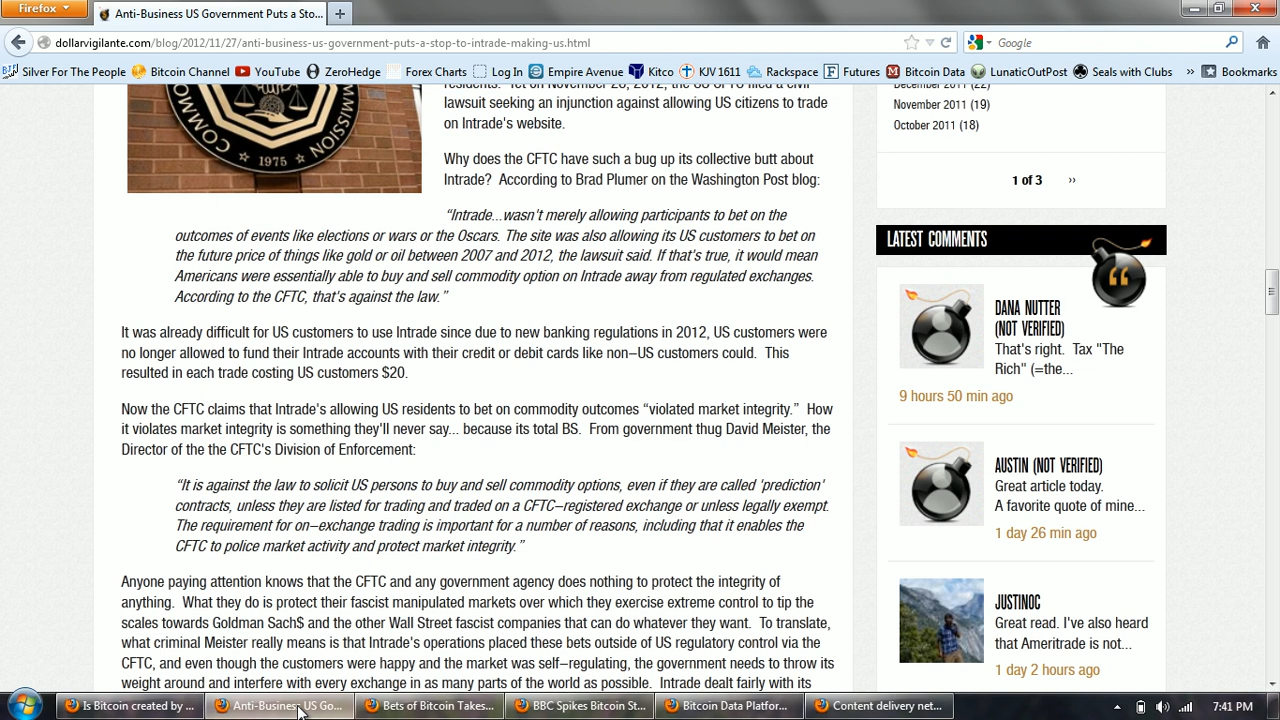 Firefox
Anti-Business US Government Puts a Sto...
dollarvigilante.com/blog/2012/11/27/anti-business-us-government-puts-a-stop-to-intrade-making-us.html
Google
Silver For The People
Bitcoin Channel
YouTube
ZeroHedge
Forex Charts
Log In
Empire Avenue
Kitco
KJV 1611
Rackspace
Futures
Bitcoin Data
LunaticOutPost
Seals with Clubs
»
Bookmarks
1975
residents. Yet on November 26, 2012, the US CFTC filed a civil
lawsuit seeking an injunction against allowing US citizens to trade
on Intrade's website.
Why does the CFTC have such a bug up its collective butt about
Intrade? According to Brad Plumer on the Washington Post blog:
“Intrade...wasn't merely allowing participants to bet on the
outcomes of events like elections or wars or the Oscars. The site was also allowing its US customers to bet on
the future price of things like gold or oil between 2007 and 2012, the lawsuit said. If that's true, it would mean
Americans were essentially able to buy and sell commodity option on Intrade away from regulated exchanges.
According to the CFTC, that's against the law.”
It was already difficult for US customers to use Intrade since due to new banking regulations in 2012, US customers were
no longer allowed to fund their Intrade accounts with their credit or debit cards like non-US customers could. This
resulted in each trade costing US customers $20.
Now the CFTC claims that Intrade's allowing US residents to bet on commodity outcomes “violated market integrity.” How
it violates market integrity is something they'll never say... because its total BS. From government thug David Meister, the
Director of the the CFTC's Division of Enforcement:
“It is against the law to solicit US persons to buy and sell commodity options, even if they are called 'prediction'
contracts, unless they are listed for trading and traded on a CFTC-registered exchange or unless legally exempt.
The requirement for on-exchange trading is important for a number of reasons, including that it enables the
CFTC to police market activity and protect market integrity.”
Anyone paying attention knows that the CFTC and any government agency does nothing to protect the integrity of
anything. What they do is protect their fascist manipulated markets over which they exercise extreme control to tip the
scales towards Goldman Sach$ and the other Wall Street fascist companies that can do whatever they want. To translate,
what criminal Meister really means is that Intrade's operations placed these bets outside of US regulatory control via the
CFTC, and even though the customers were happy and the market was self-regulating, the government needs to throw its
weight around and interfere with every exchange in as many parts of the world as possible. Intrade dealt fairly with its
December 2011 (22)
November 2011 (19)
October 2011 (18)
1 of 3 ››
LATEST COMMENTS
DANA NUTTER
(NOT VERIFIED)
That's right. Tax "The
Rich" (=the...
9 hours 50 min ago
AUSTIN (NOT VERIFIED)
Great article today.
A favorite quote of mine...
1 day 26 min ago
JUSTINOC
Great read. I've also heard
that Ameritrade is not...
1 day 2 hours ago
Is Bitcoin created by ...
Anti-Business US Go...
Bets of Bitcoin Takes...
BBC Spikes Bitcoin St...
Bitcoin Data Platfor...
Content delivery net...
7:41 PM